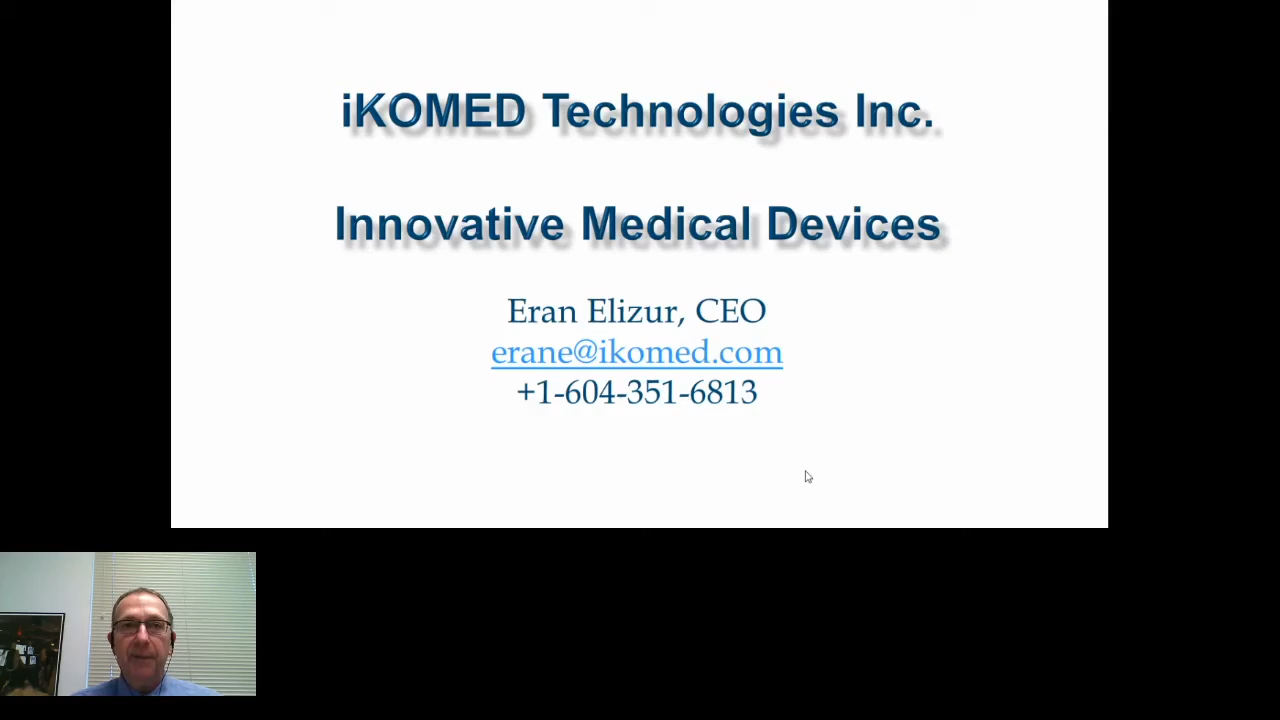 iKOMED Technologies Inc.
Innovative Medical Devices
Eran Elizur, CEO
erane@ikomed.com
+1-604-351-6813